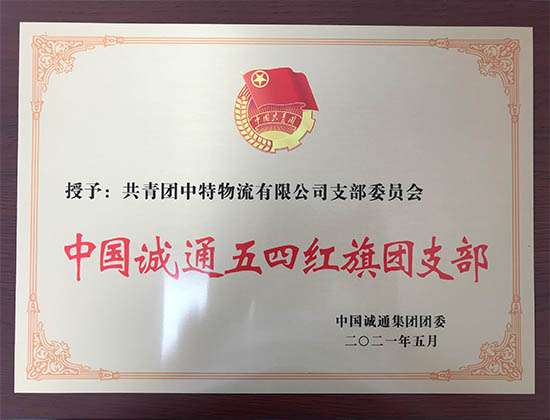 中国共青团
授予：共青团中特物流有限公司支部委员会
中国诚通五四红旗团支部
中国诚通集团团委
二〇二一年五月